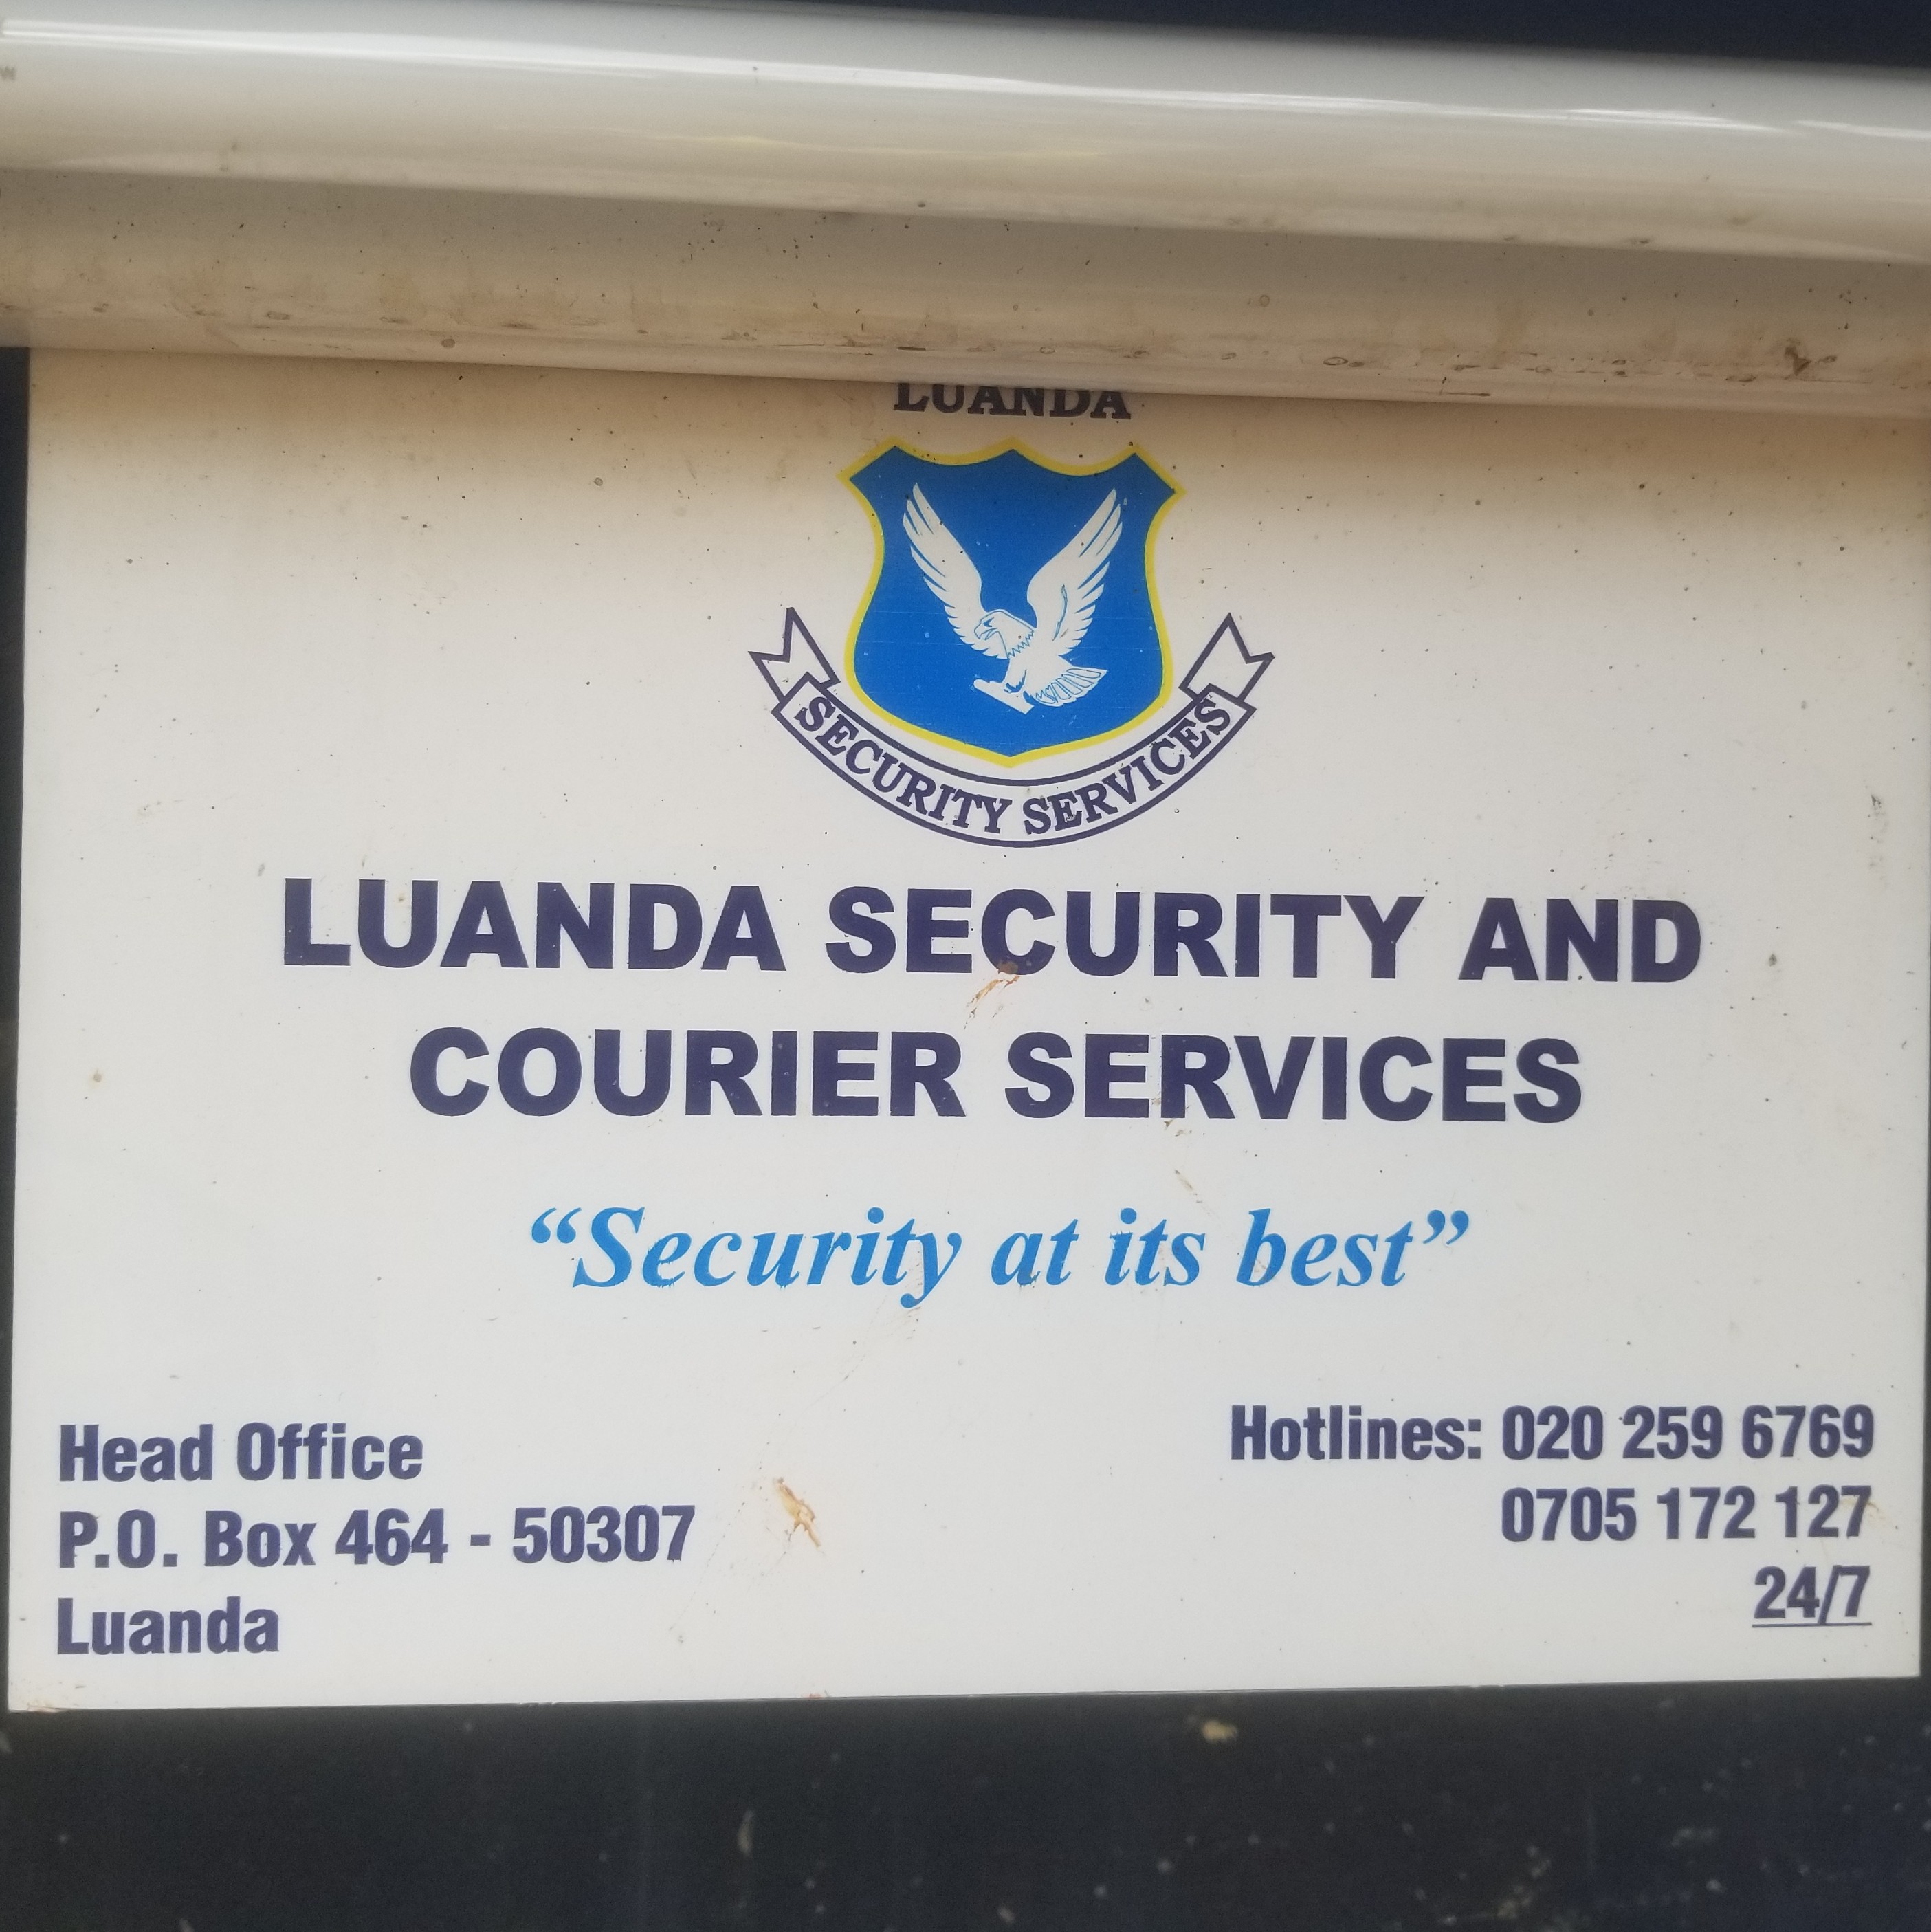 LUANDA
SECURITY SERVICES
LUANDA SECURITY AND
COURIER SERVICES
“Security at its best”
Head Office
P.O. Box 464 - 50307
Luanda
Hotlines: 020 259 6769
0705 172 127
24/7